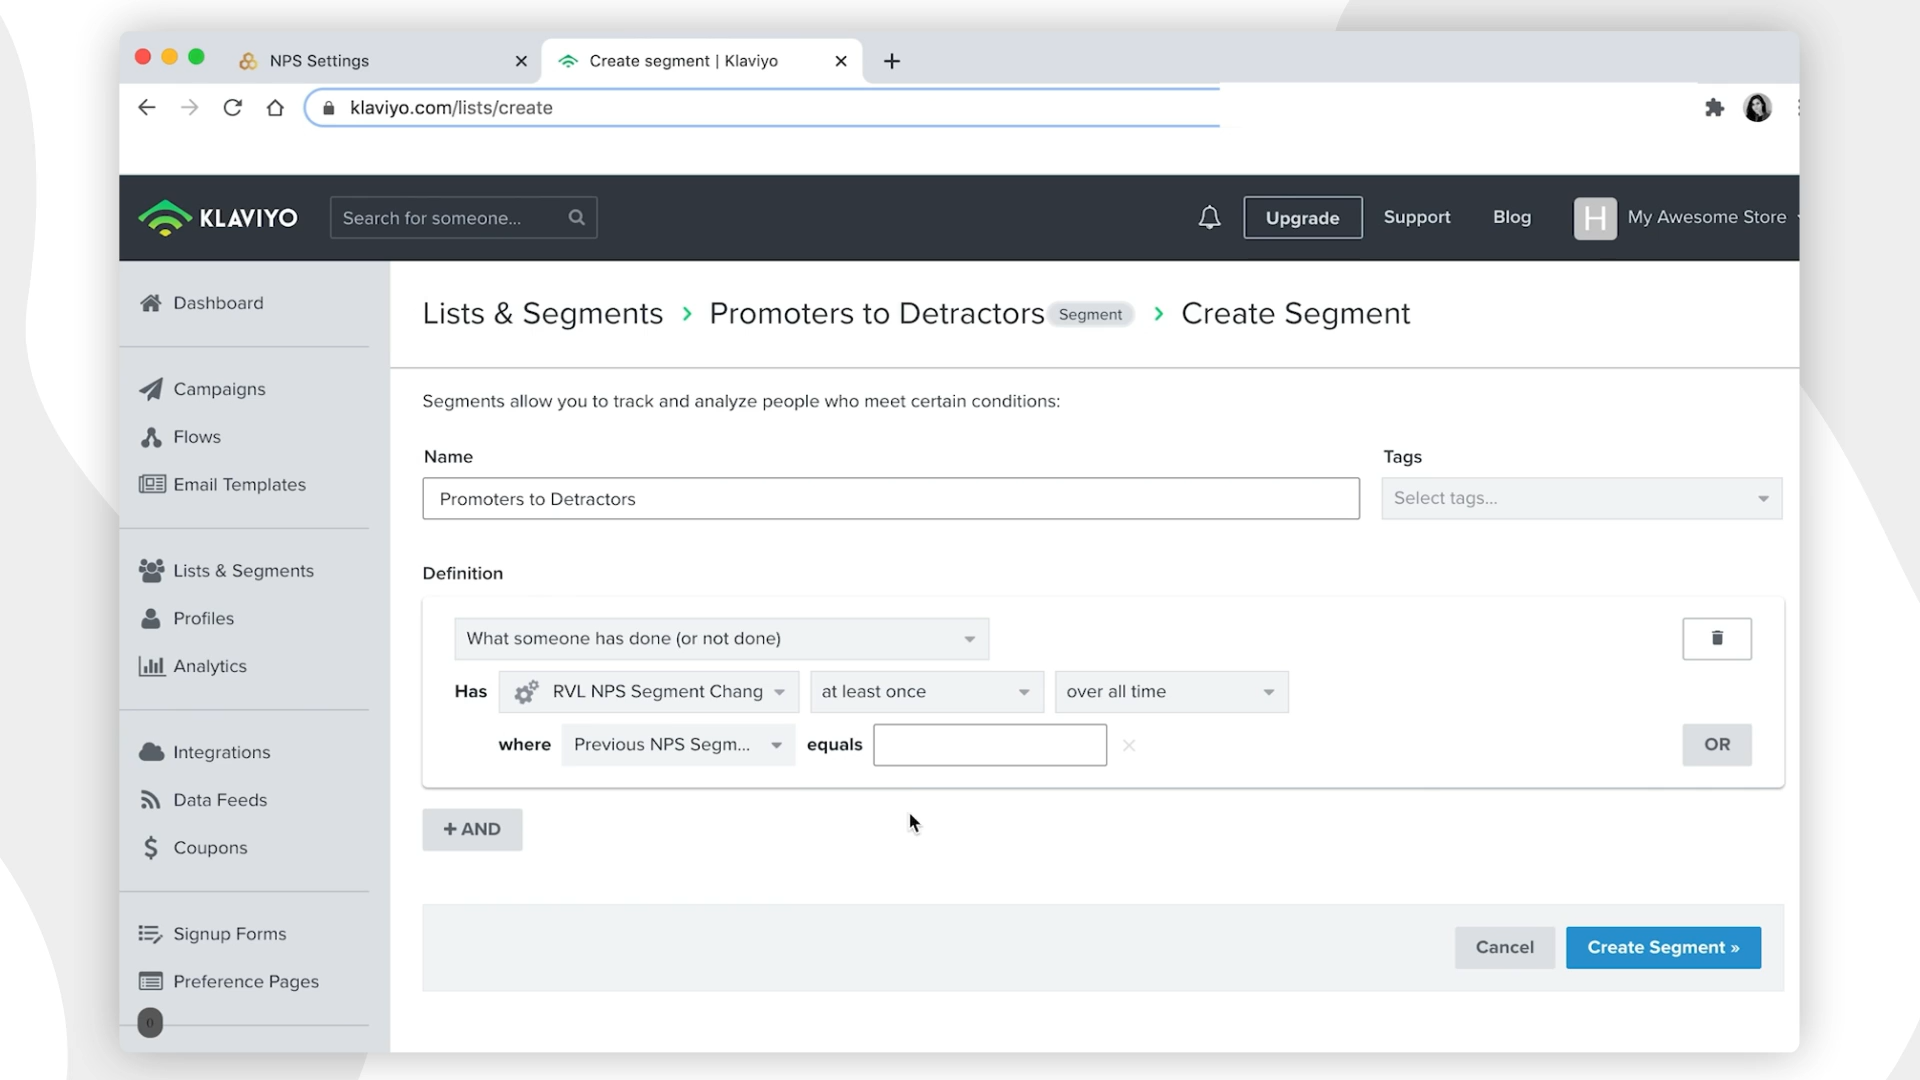 NPS Settings
Create segment | Klaviyo
klaviyo.com/lists/create
KLAVIYO
Search for someone...
Upgrade
Support
Blog
H
My Awesome Store
Dashboard
Campaigns
Flows
Email Templates
Lists & Segments
Profiles
Analytics
Integrations
Data Feeds
Coupons
Signup Forms
Preference Pages
0
Lists & Segments › Promoters to Detractors Segment › Create Segment
Segments allow you to track and analyze people who meet certain conditions:
Name
Tags
Promoters to Detractors
Select tags...
Definition
What someone has done (or not done)
Has RVL NPS Segment Chang at least once over all time
where Previous NPS Segm... equals
OR
+ AND
Cancel
Create Segment »